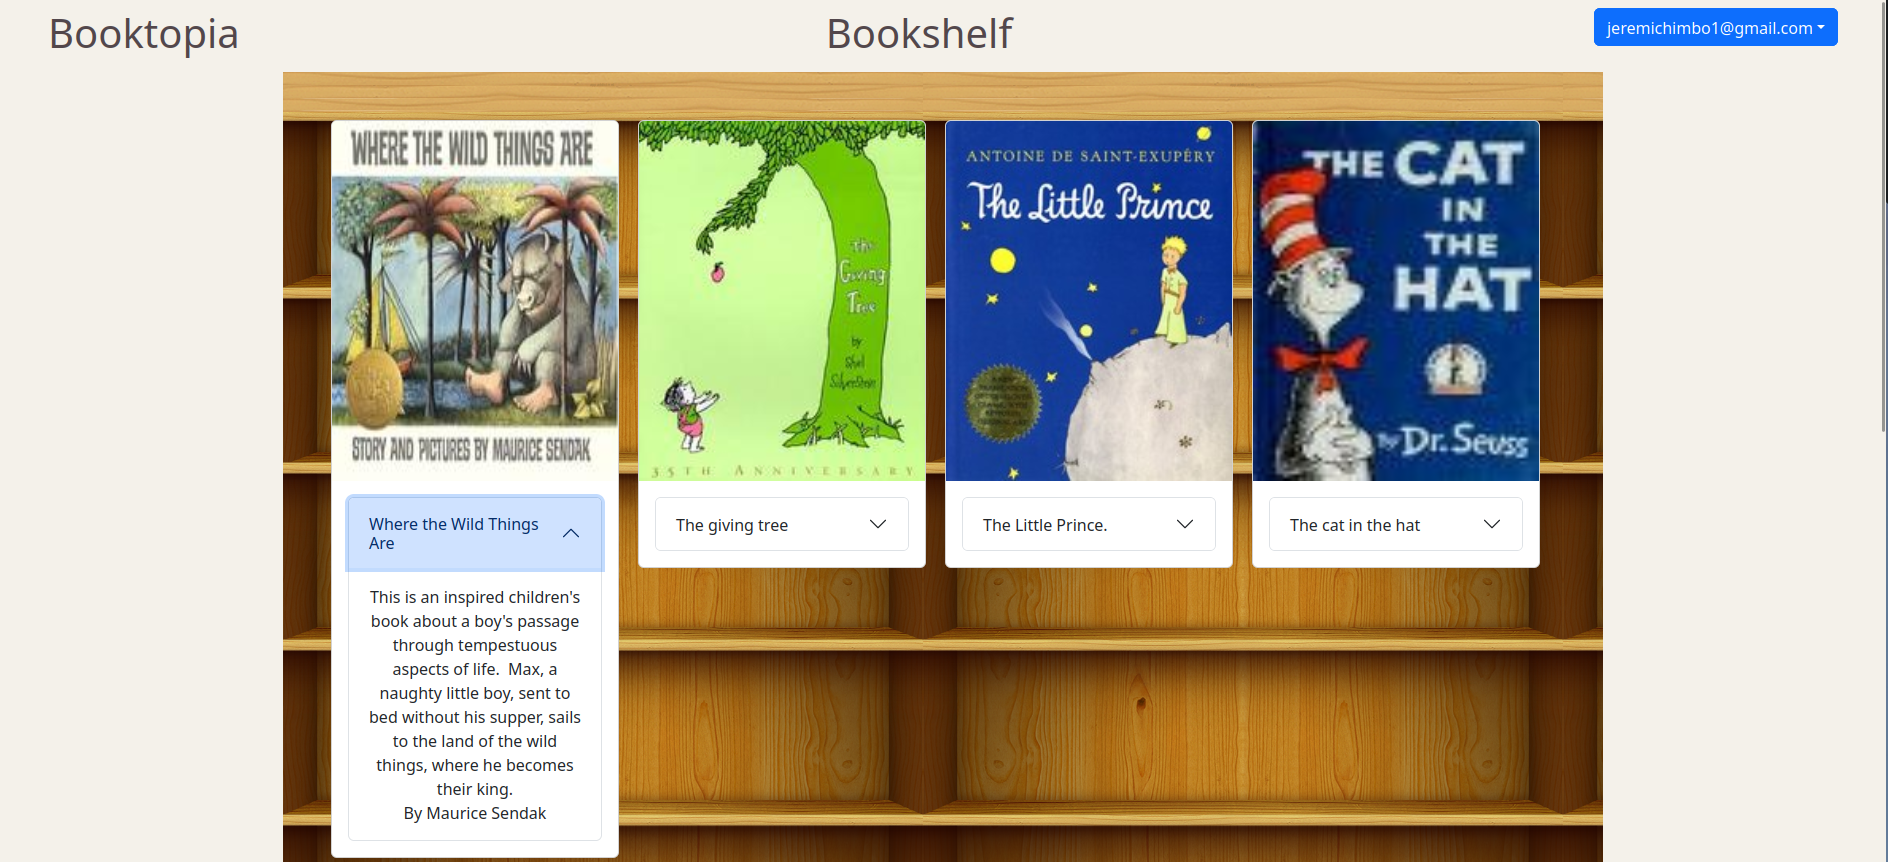 Booktopia
Bookshelf
jeremichimbo1@gmail.com
WHERE THE WILD THINGS ARE
STORY AND PICTURES BY MAURICE SENDAK
Where the Wild Things
Are
This is an inspired children's
book about a boy's passage
through tempestuous
aspects of life.  Max, a
naughty little boy, sent to
bed without his supper, sails
to the land of the wild
things, where he becomes
their king.
By Maurice Sendak
The
Giving
Tree
by
Shel
Silverstein
35TH ANNIVERSARY
The giving tree
ANTOINE DE SAINT-EXUPÉRY
The Little Prince
The Little Prince.
THE CAT
IN
THE
HAT
by Dr. Seuss
The cat in the hat